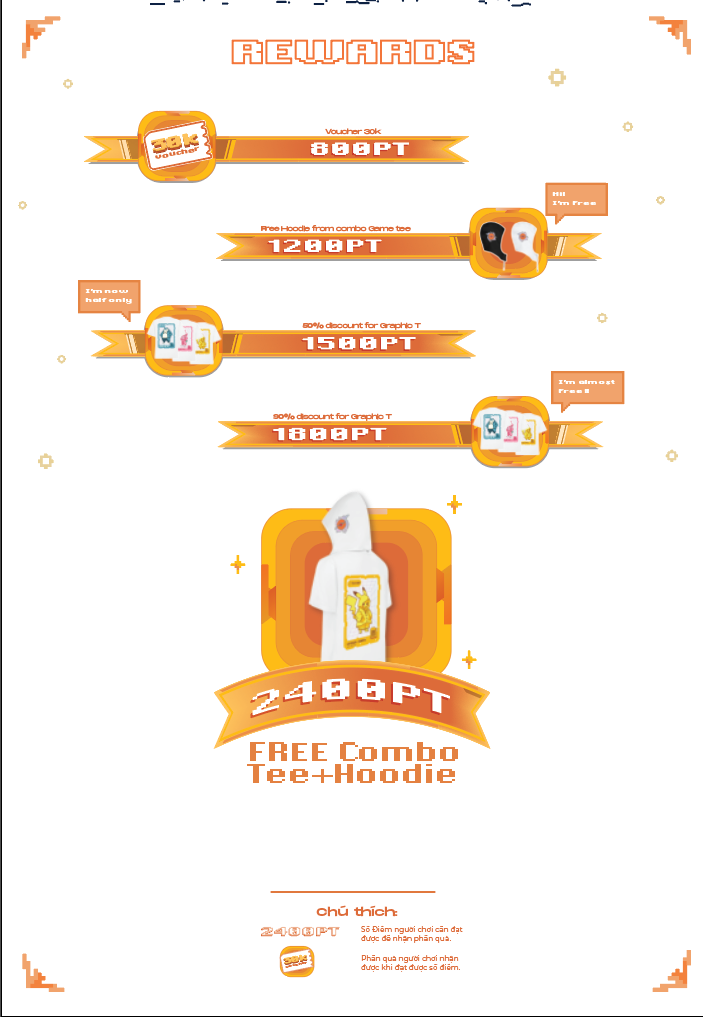 REWARDS
30k
Voucher
Voucher 30k
800PT
Hi!
I'm free
Free Hoodie from combo Game tee
1200PT
I'm now
half only
50% discount for Graphic T
1500PT
I'm almost
free!!
90% discount for Graphic T
1800PT
2400PT
FREE Combo
Tee+Hoodie
Chú thích:
2400PT
Số Điểm người chơi cần đạt
được để nhận phần quà.
30k
Phần quà người chơi nhận
được khi đạt được số điểm.